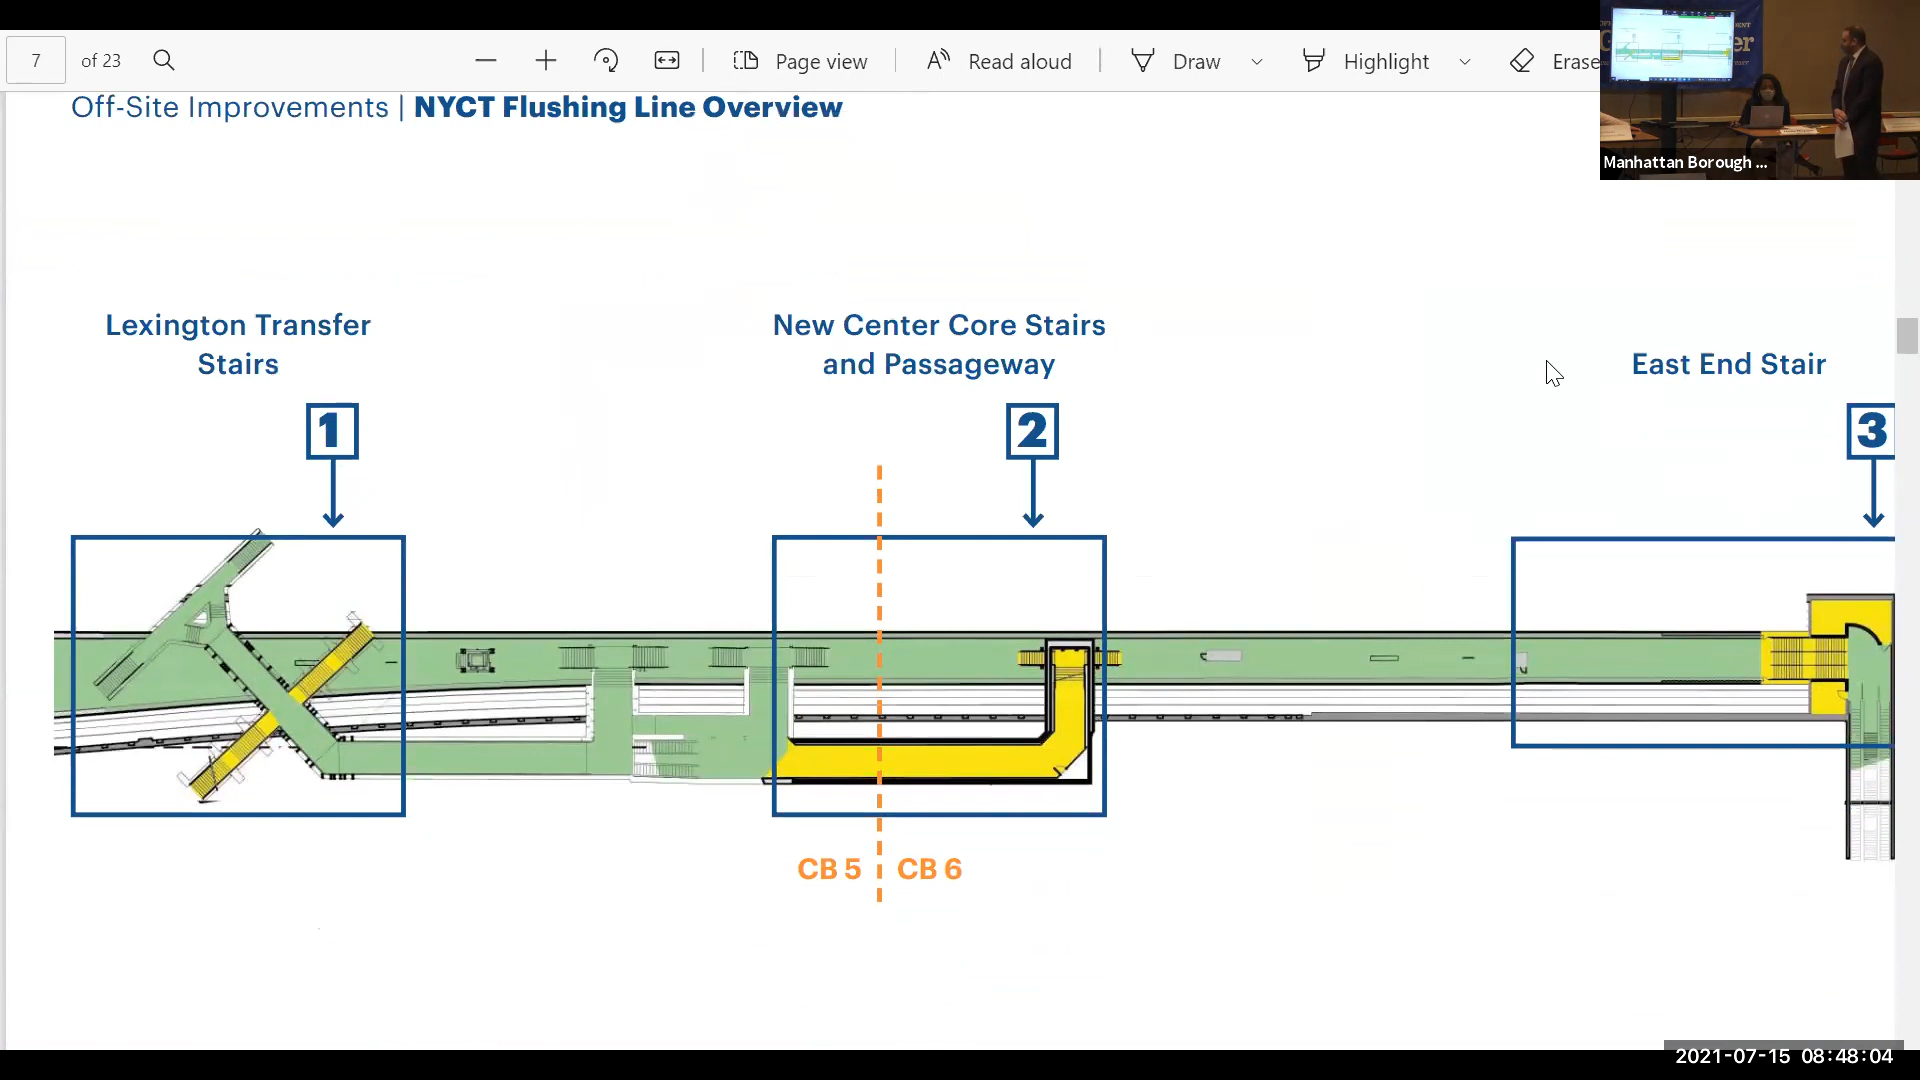 7 of 23 Page view Read aloud Draw Highlight Erase
Off-Site Improvements | NYCT Flushing Line Overview
Manhattan Borough ...
Lexington Transfer
Stairs
New Center Core Stairs
and Passageway
East End Stair
1
2
3
CB 5
CB 6
2021-07-15 08:48:04